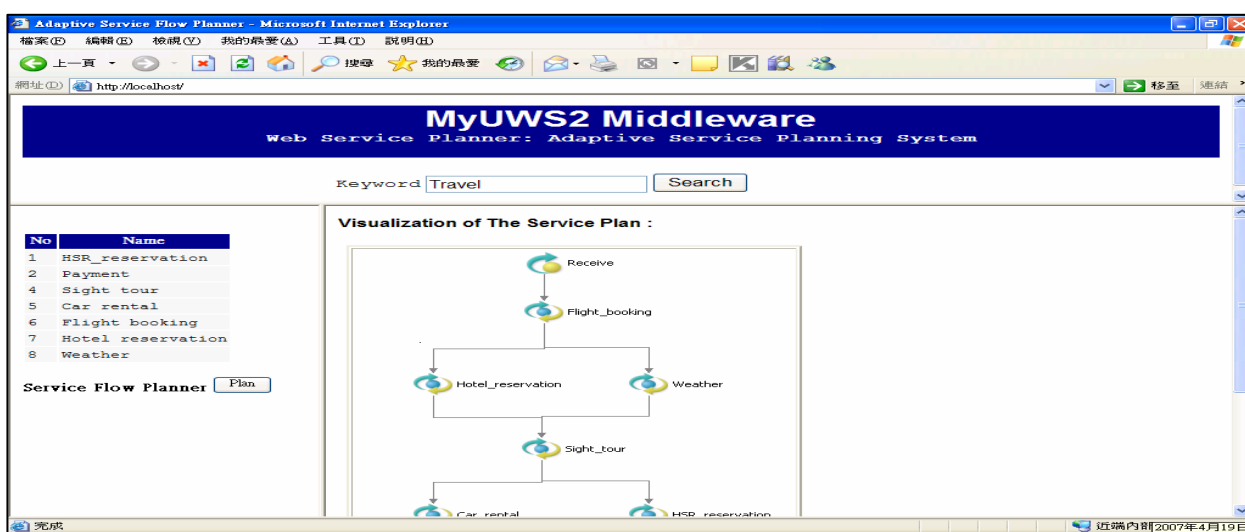 Adaptive Service Flow Planner - Microsoft Internet Explorer
檔案(F) 編輯(E) 檢視(V) 我的最愛(A) 工具(T) 說明(H)
上一頁 搜尋 我的最愛
網址(D) http://localhost/ 移至 連結
MyUWS2 Middleware
Web Service Planner: Adaptive Service Planning System
Keyword Travel Search
Visualization of The Service Plan :
No Name
1 HSR_reservation
2 Payment
4 Sight tour
5 Car rental
6 Flight booking
7 Hotel reservation
8 Weather
Service Flow Planner Plan
Receive
Flight_booking
Hotel_reservation Weather
Sight_tour
Car_rental HSR_reservation
完成 近端內部 2007年4月19日